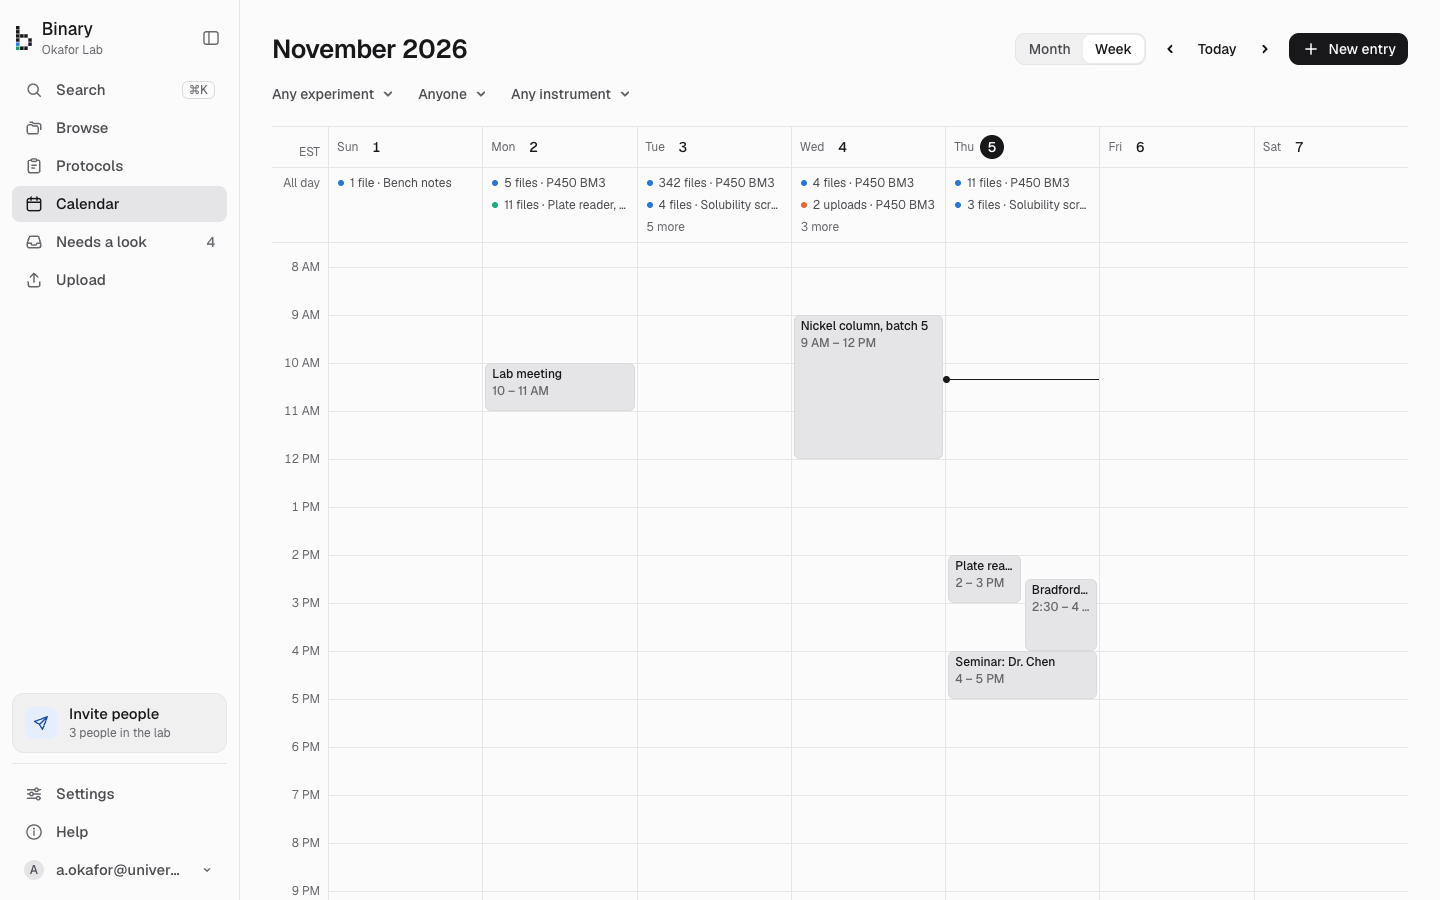 Binary
Okafor Lab
Search ⌘K
Browse
Protocols
Calendar
Needs a look 4
Upload
Invite people
3 people in the lab
Settings
Help
A a.okafor@univer...
November 2026
Month Week Today New entry
Any experiment Anyone Any instrument
EST Sun 1 Mon 2 Tue 3 Wed 4 Thu 5 Fri 6 Sat 7
All day 1 file · Bench notes 5 files · P450 BM3 342 files · P450 BM3 4 files · P450 BM3 11 files · P450 BM3
11 files · Plate reader, ... 4 files · Solubility scr... 2 uploads · P450 BM3 3 files · Solubility scr...
5 more 3 more
8 AM
9 AM
Nickel column, batch 5
9 AM – 12 PM
10 AM
Lab meeting
10 – 11 AM
11 AM
12 PM
1 PM
2 PM
Plate rea...
2 – 3 PM
Bradford...
2:30 – 4 ...
3 PM
4 PM
Seminar: Dr. Chen
4 – 5 PM
5 PM
6 PM
7 PM
8 PM
9 PM